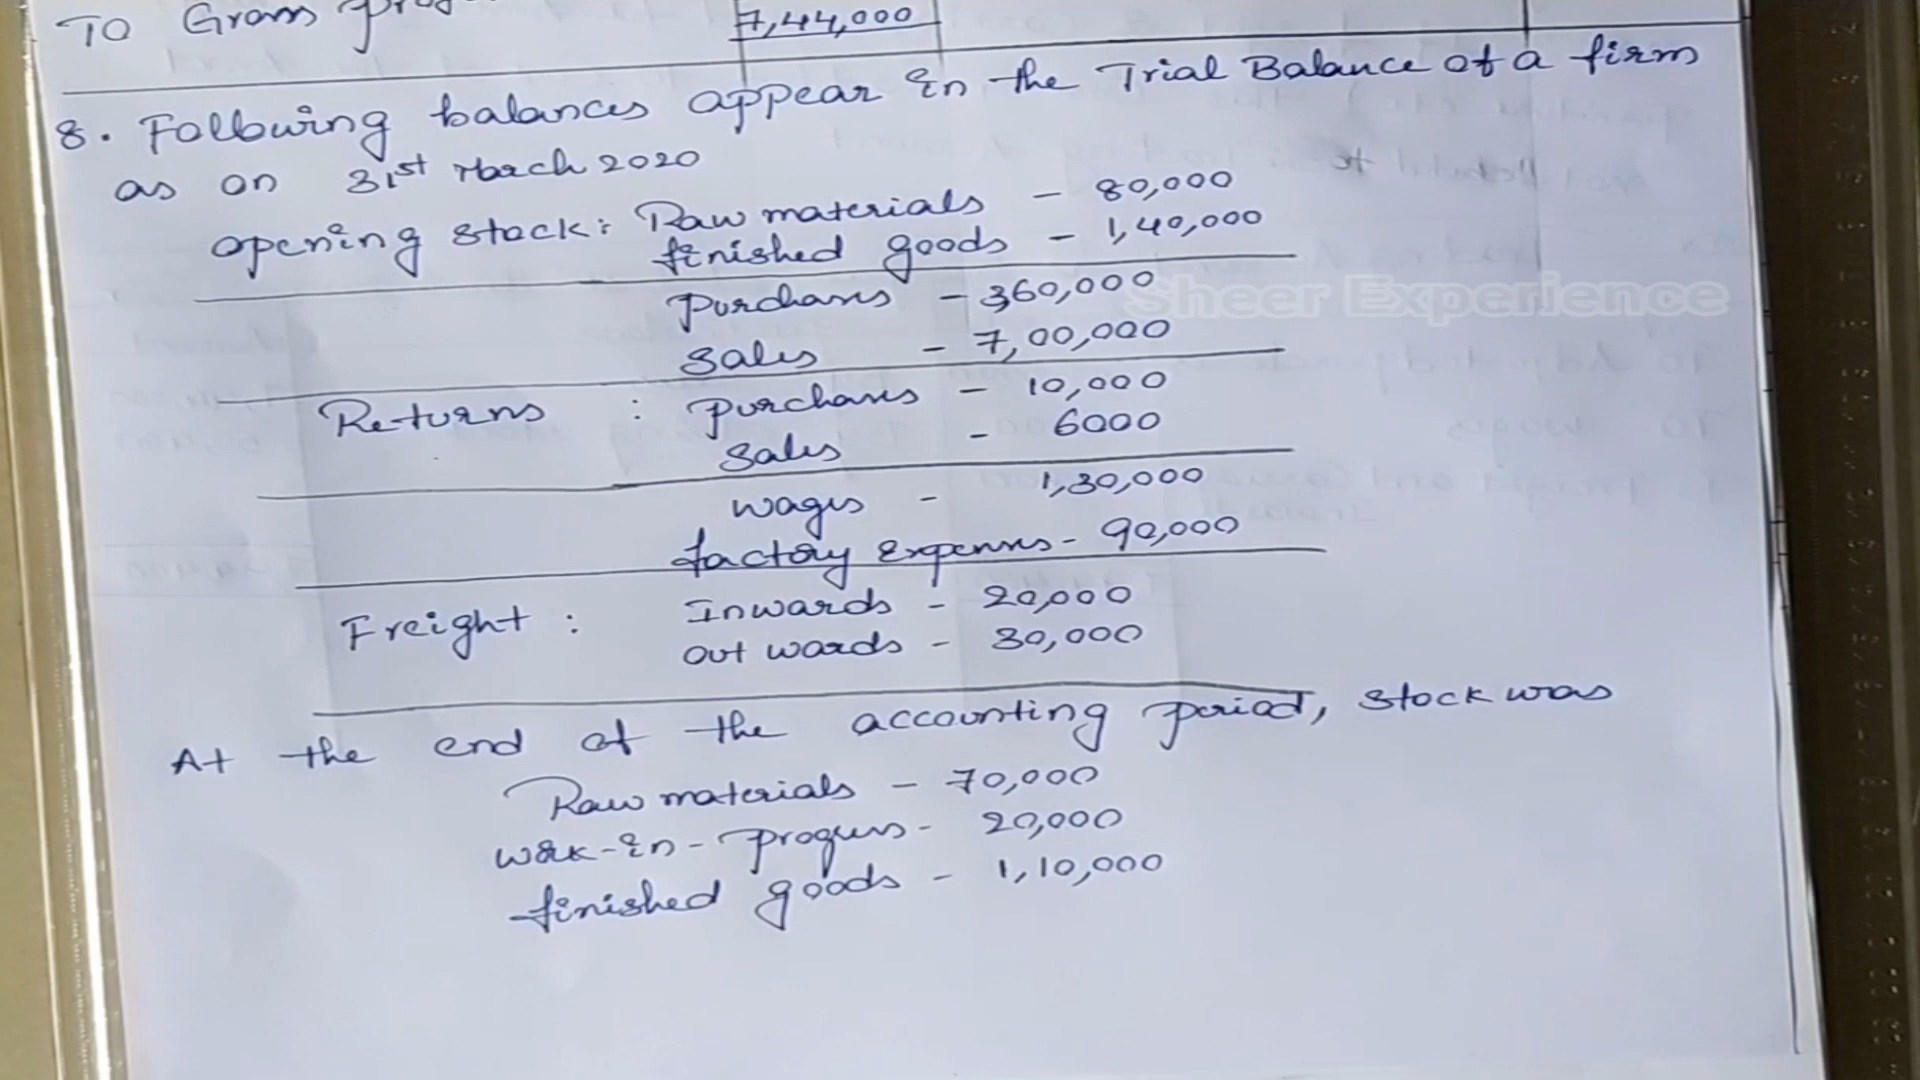 To Gross
7,44,000
8. Following balances appear in the Trial Balance of a firm
as on 31st March 2020
opening stock: Raw materials - 80,000
finished goods - 1,40,000
Purchases - 360,000
Sheer Experience
Sales - 7,00,000
Returns : Purchases - 10,000
Sales - 6000
wages - 1,30,000
factory expenses - 90,000
Freight : Inwards - 20,000
out wards - 30,000
At the end of the accounting period, stock was
Raw materials - 70,000
work-in-progress - 20,000
finished goods - 1,10,000